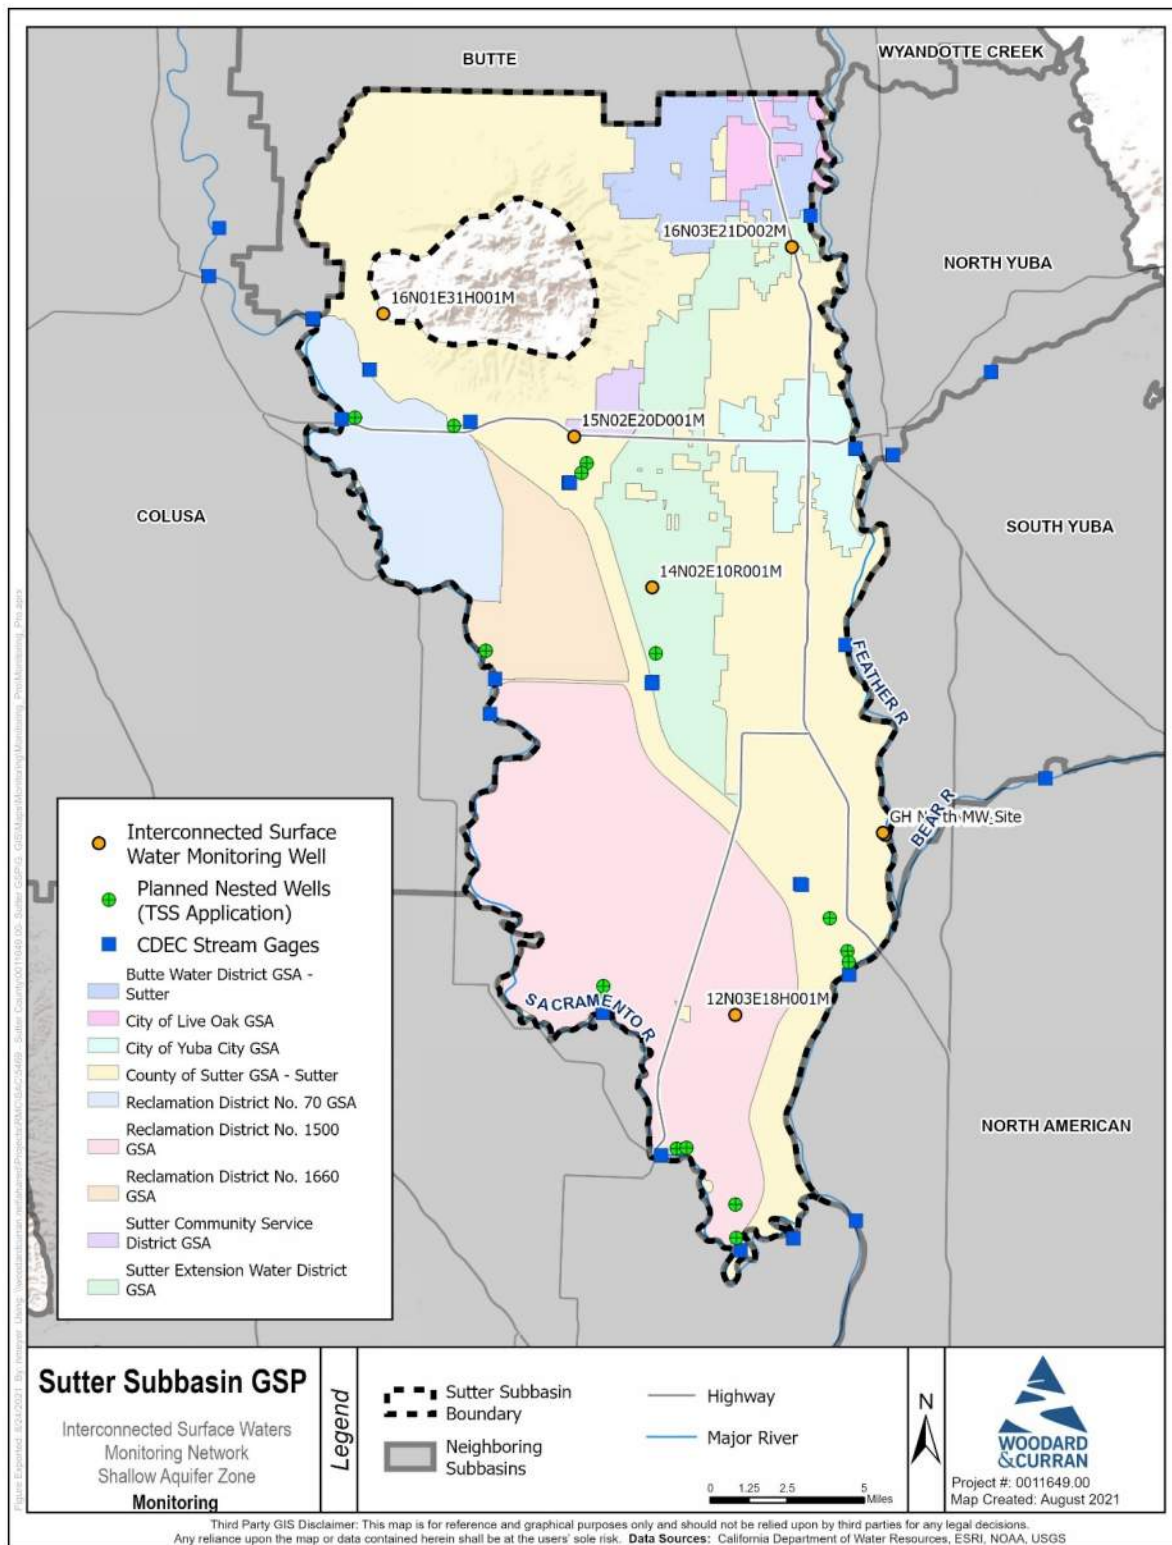 BUTTE
WYANDOTTE CREEK
16N03E21D002M
NORTH YUBA
16N01E31H001M
15N02E20D001M
COLUSA
SOUTH YUBA
14N02E10R001M
FEATHER R
GH North MW_Site
BEAR R
SACRAMENTO R
12N03E18H001M
NORTH AMERICAN
Interconnected Surface
Water Monitoring Well
Planned Nested Wells
(TSS Application)
CDEC Stream Gages
Butte Water District GSA -
Sutter
City of Live Oak GSA
City of Yuba City GSA
County of Sutter GSA - Sutter
Reclamation District No. 70 GSA
Reclamation District No. 1500
GSA
Reclamation District No. 1660
GSA
Sutter Community Service
District GSA
Sutter Extension Water District
GSA
Sutter Subbasin GSP
Interconnected Surface Waters
Monitoring Network
Shallow Aquifer Zone
Monitoring
Legend
Sutter Subbasin
Boundary
Neighboring
Subbasins
Highway
Major River
N
0 1.25 2.5 5
Miles
WOODARD
&CURRAN
Project #: 0011649.00
Map Created: August 2021
Third Party GIS Disclaimer: This map is for reference and graphical purposes only and should not be relied upon by third parties for any legal decisions.
Any reliance upon the map or data contained herein shall be at the users' sole risk. Data Sources: California Department of Water Resources, ESRI, NOAA, USGS